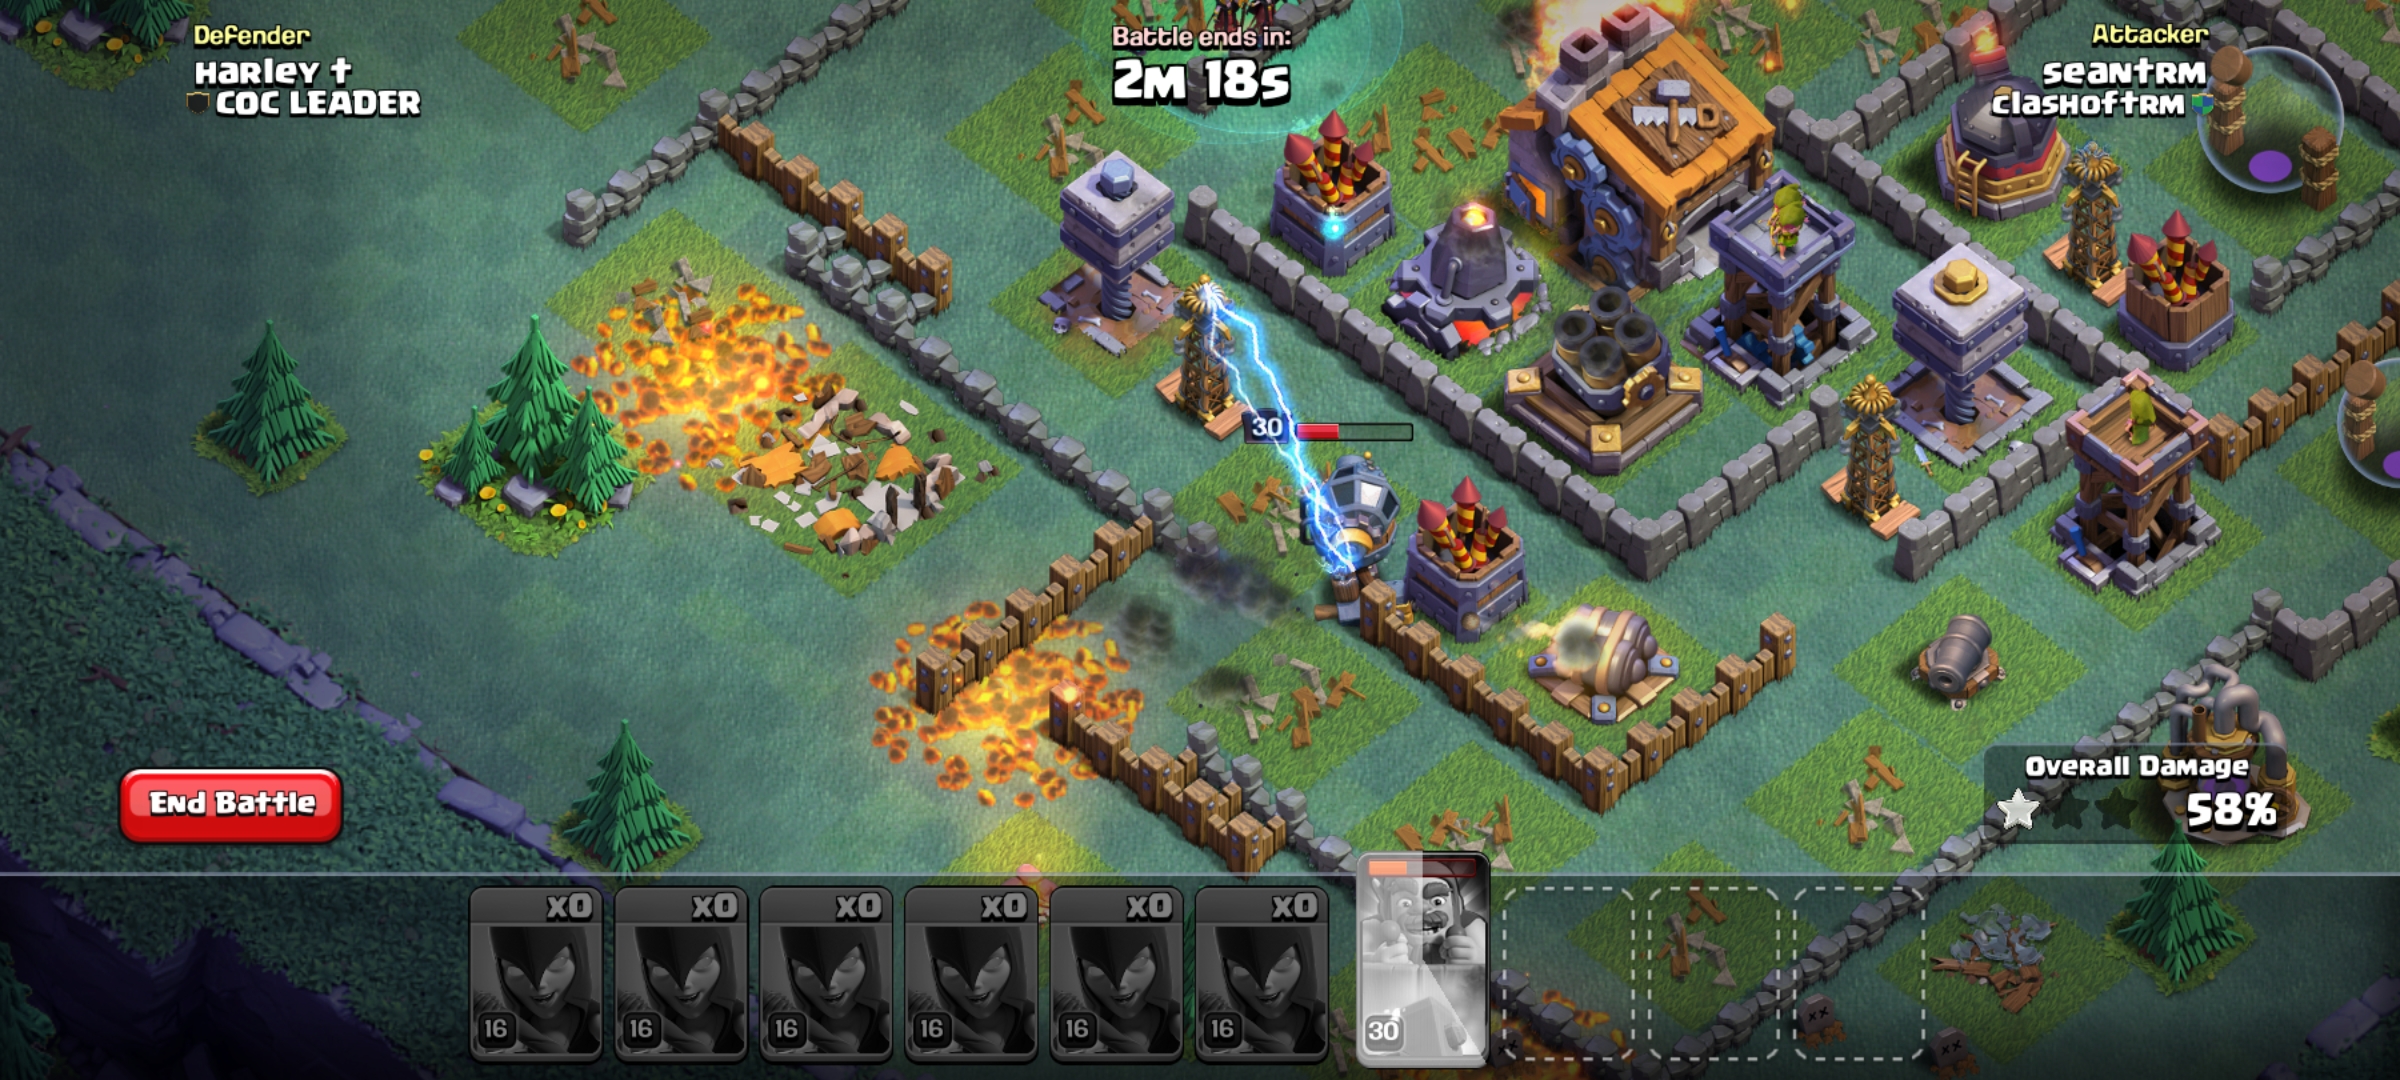 Defender
Harley †
COC LEADER
Battle ends in:
2M 18s
Attacker
seantrm
clashoftrm
30
End Battle
Overall Damage
58%
x0
x0
x0
x0
x0
x0
16
16
16
16
16
16
30